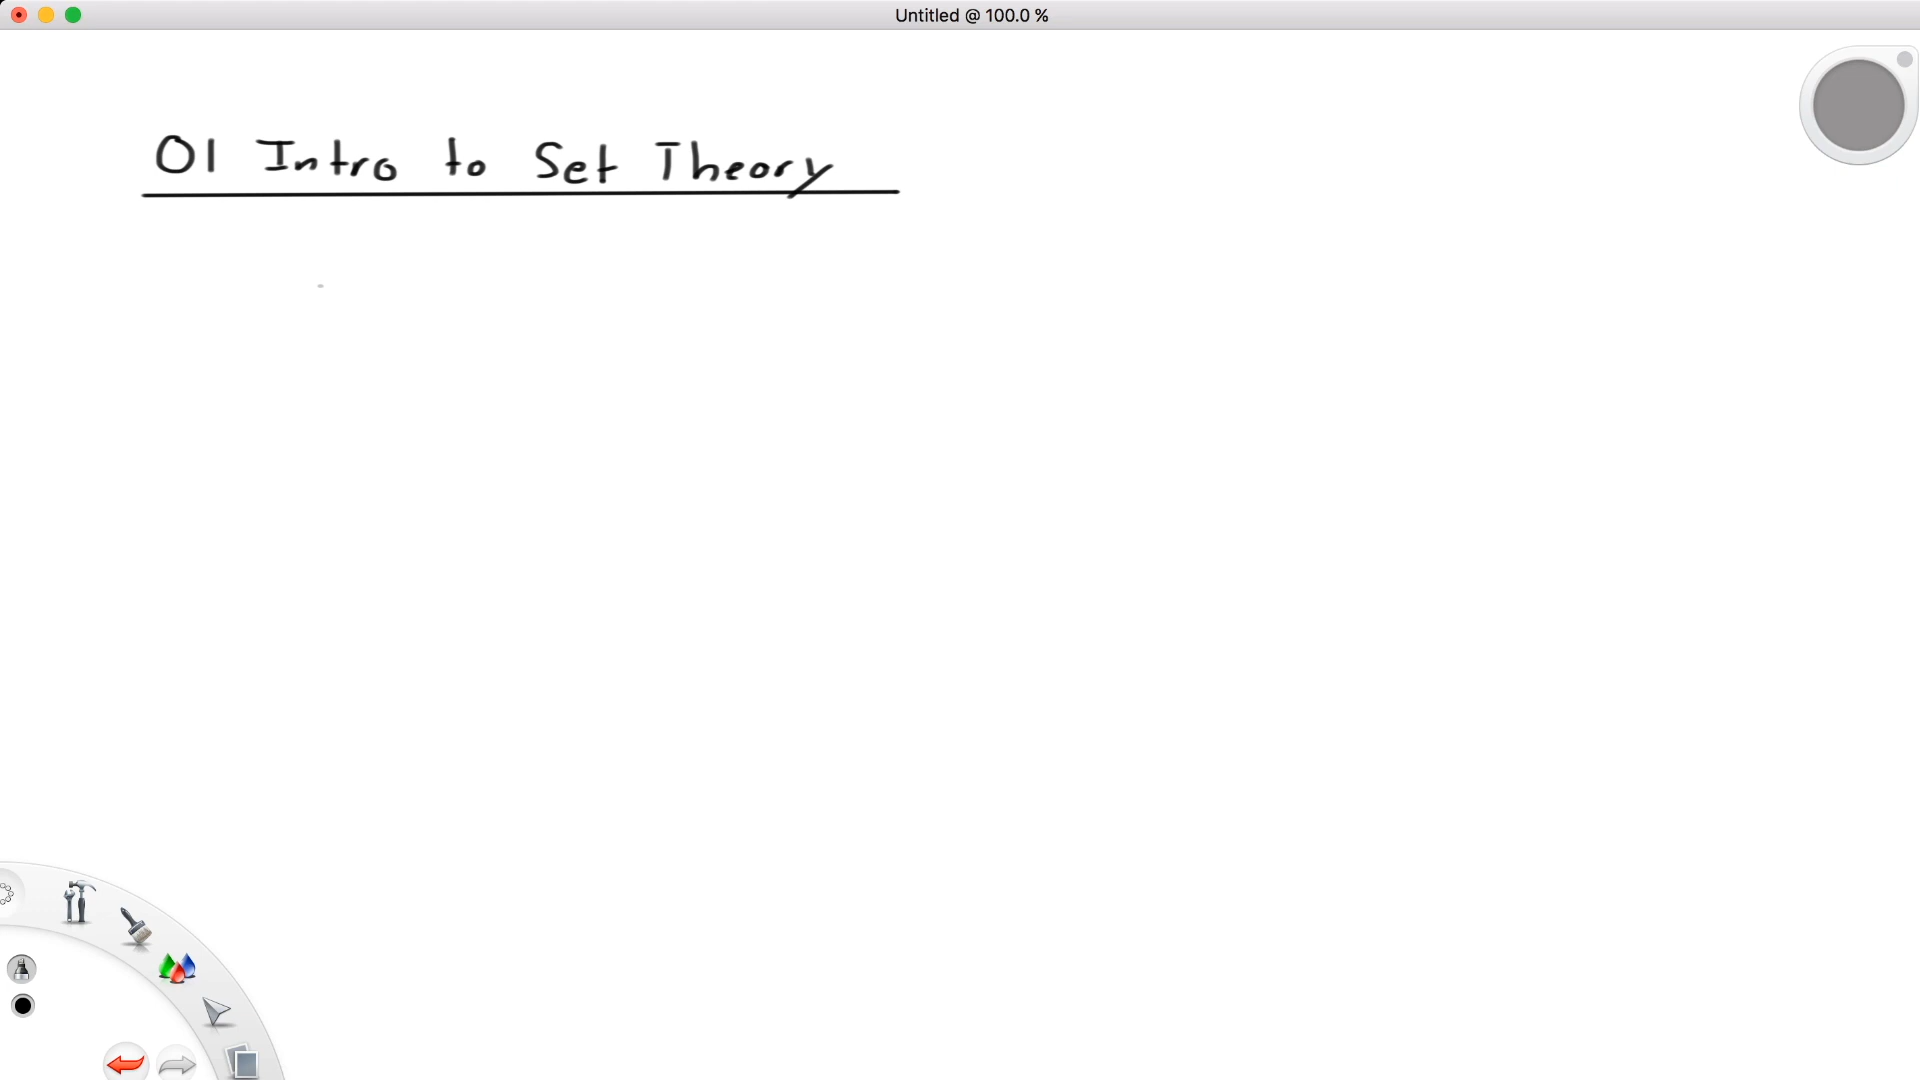 Untitled @ 100.0 %
01 Intro to Set Theory